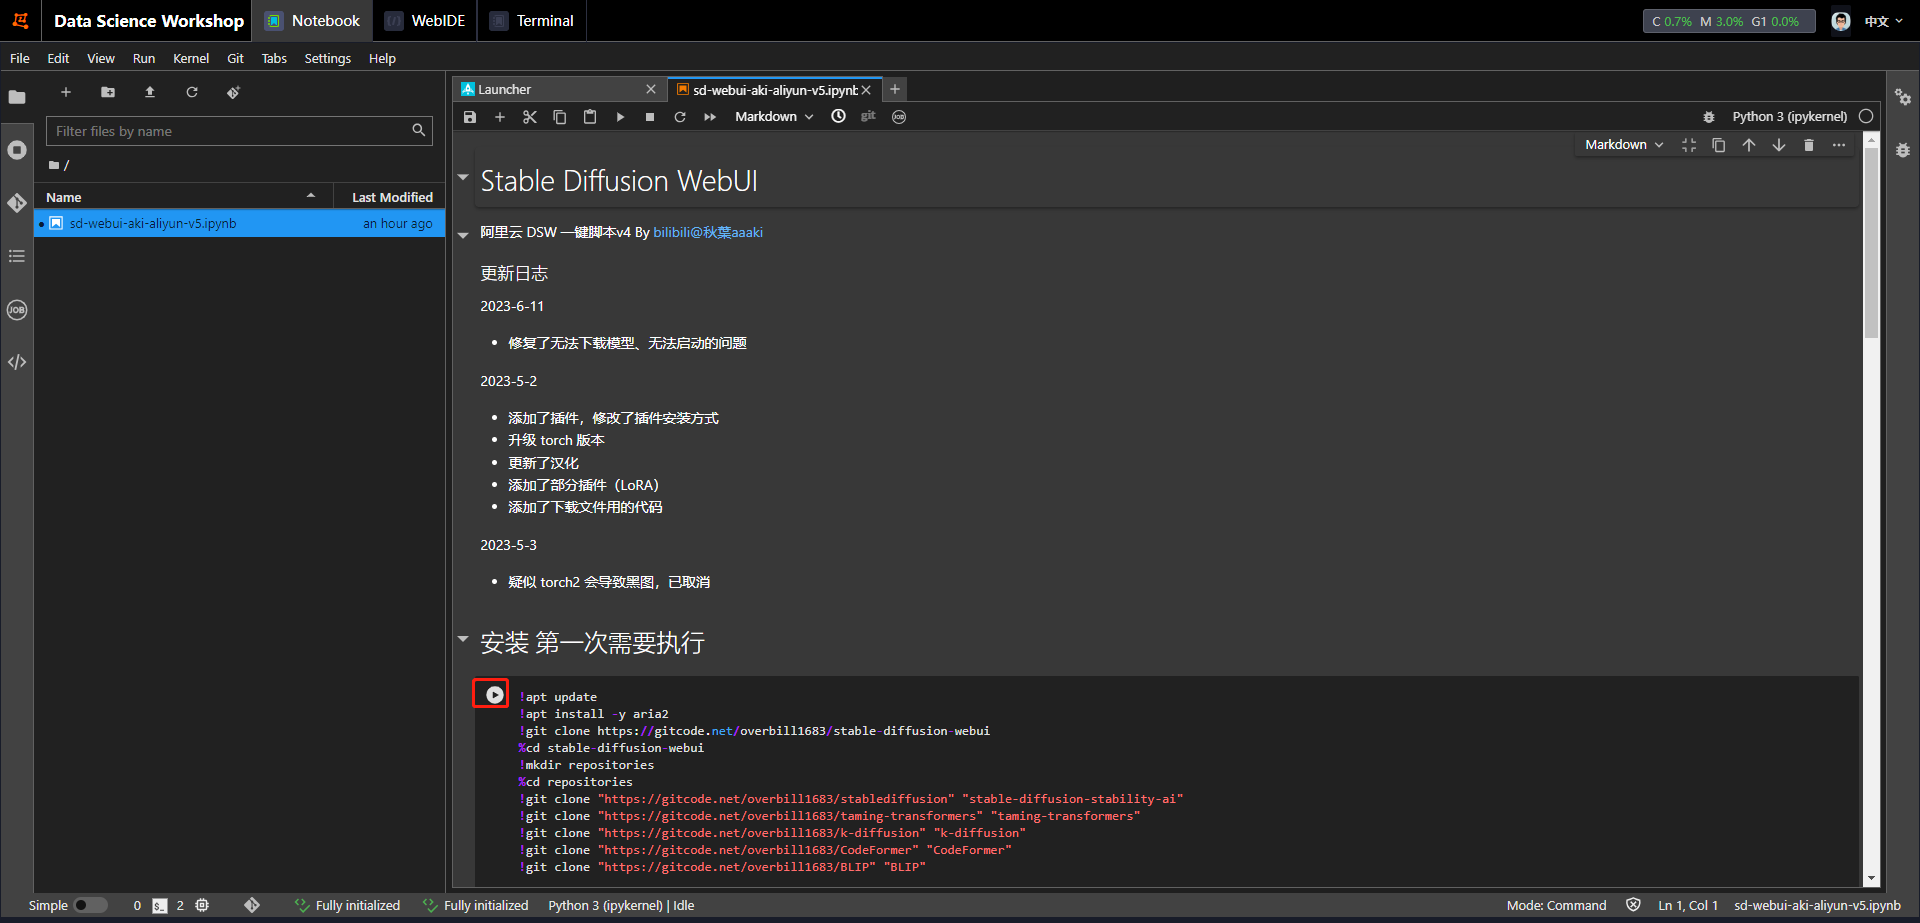 Data Science Workshop
Notebook
WebIDE
Terminal
C 0.7% M 3.0% G1 0.0%
中文
File Edit View Run Kernel Git Tabs Settings Help
Launcher
sd-webui-aki-aliyun-v5.ipynb
Filter files by name
/
Name
Last Modified
sd-webui-aki-aliyun-v5.ipynb
an hour ago
JOB
Markdown
git
JOB
Python 3 (ipykernel)
Markdown
Stable Diffusion WebUI
阿里云 DSW 一键脚本v4 By bilibili@秋葉aaaki
更新日志
2023-6-11
• 修复了无法下载模型、无法启动的问题
2023-5-2
• 添加了插件，修改了插件安装方式
• 升级 torch 版本
• 更新了汉化
• 添加了部分插件（LoRA）
• 添加了下载文件用的代码
2023-5-3
• 疑似 torch2 会导致黑图，已取消
安装 第一次需要执行
!apt update
!apt install -y aria2
!git clone https://gitcode.net/overbill1683/stable-diffusion-webui
%cd stable-diffusion-webui
!mkdir repositories
%cd repositories
!git clone "https://gitcode.net/overbill1683/stablediffusion" "stable-diffusion-stability-ai"
!git clone "https://gitcode.net/overbill1683/taming-transformers" "taming-transformers"
!git clone "https://gitcode.net/overbill1683/k-diffusion" "k-diffusion"
!git clone "https://gitcode.net/overbill1683/CodeFormer" "CodeFormer"
!git clone "https://gitcode.net/overbill1683/BLIP" "BLIP"
Simple
0
$_
2
Fully initialized
Fully initialized
Python 3 (ipykernel) | Idle
Mode: Command
Ln 1, Col 1
sd-webui-aki-aliyun-v5.ipynb